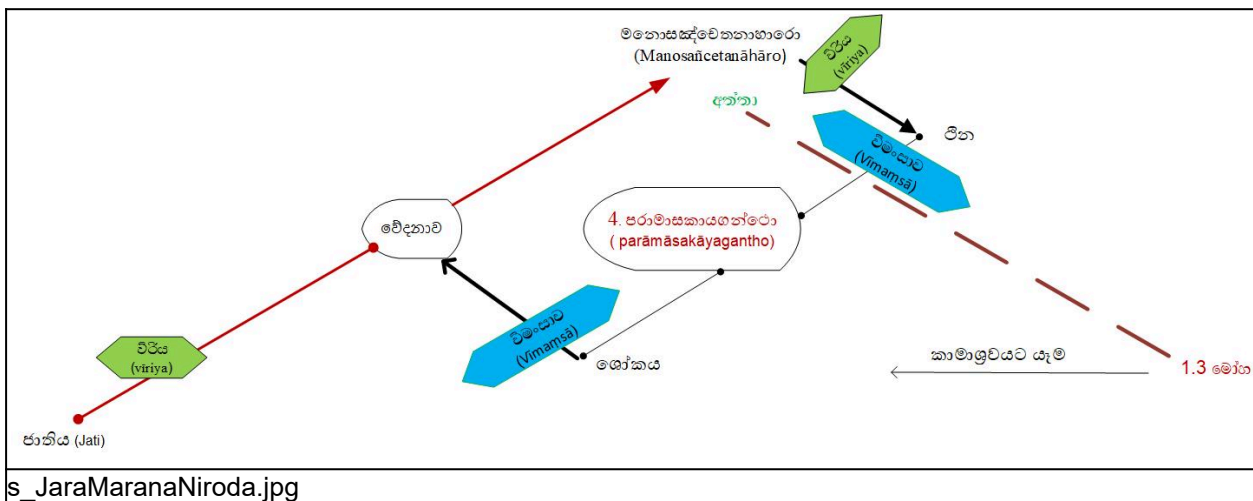 මනොසඤ්චෙතනාහාරො
(Manosañcetanāhāro)
විරිය
(viriya)
අත්තා
ථින
විමංසාව
(Vimaṃsā)
වේදනාව
4. පරාමාසකායගන්ථො
( parāmāsakāyagantho)
විමංසාව
(Vimaṃsā)
විරිය
(viriya)
ශෝකය
කාමාශ්‍රවයට යෑම
1.3 මෝහ
ජාතිය (Jati)
s_JaraMaranaNiroda.jpg